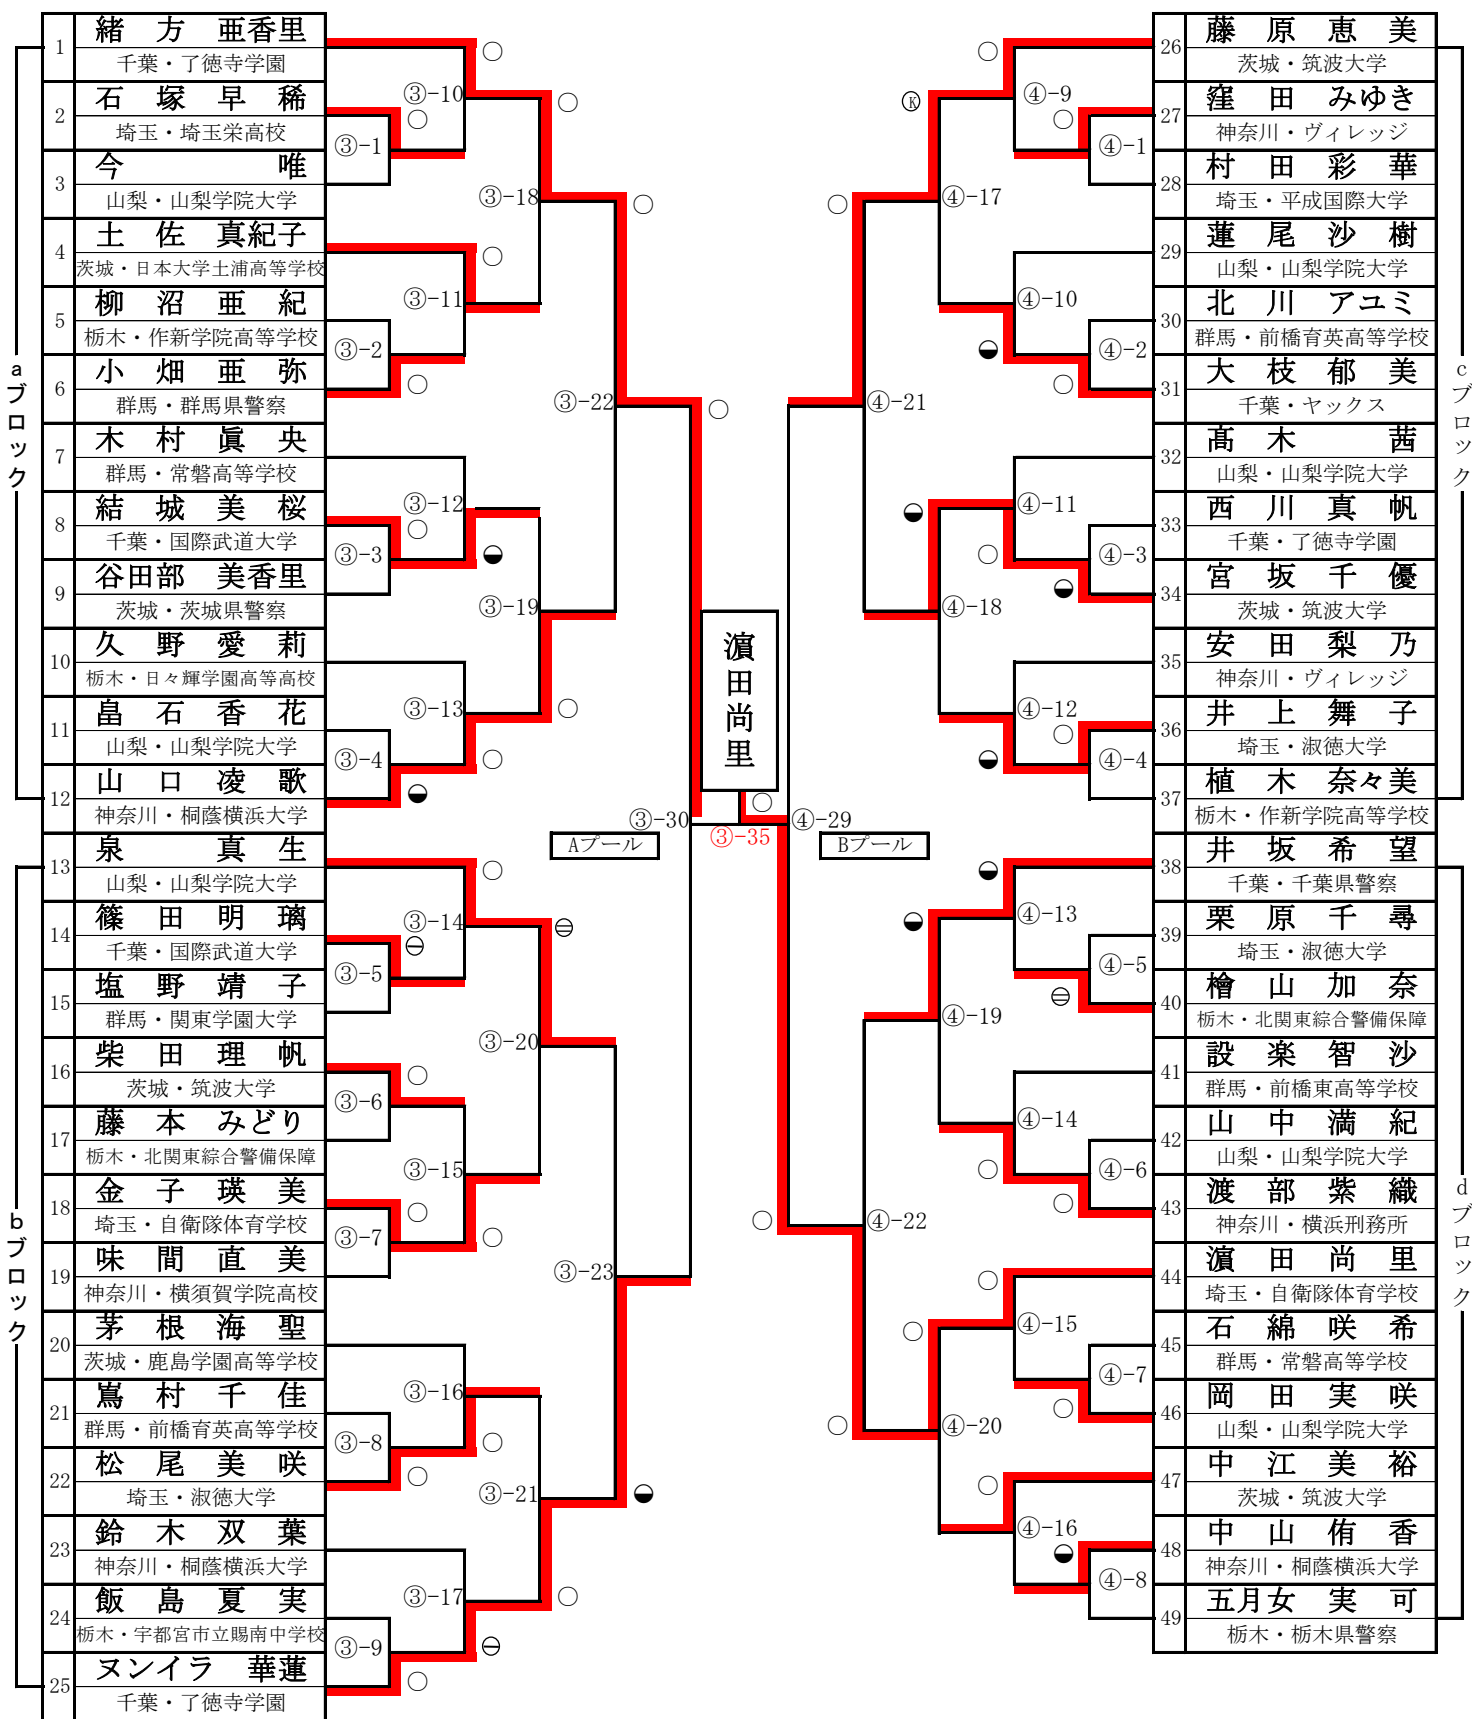 aブロック
1
緒方 亜香里
千葉・了徳寺学園
2
石塚早稀
埼玉・埼玉栄高校
3
今 唯
山梨・山梨学院大学
4
土佐 真紀子
茨城・日本大学土浦高等学校
5
柳沼亜紀
栃木・作新学院高等学校
6
小畑亜弥
群馬・群馬県警察
7
木村眞央
群馬・常磐高等学校
8
結城美桜
千葉・国際武道大学
9
谷田部 美香里
茨城・茨城県警察
10
久野愛莉
栃木・日々輝学園高等高校
11
畠石香花
山梨・山梨学院大学
12
山口凌歌
神奈川・桐蔭横浜大学
bブロック
13
泉 真生
山梨・山梨学院大学
14
篠田明璃
千葉・国際武道大学
15
塩野靖子
群馬・関東学園大学
16
柴田理帆
茨城・筑波大学
17
藤本 みどり
栃木・北関東綜合警備保障
18
金子瑛美
埼玉・自衛隊体育学校
19
味間直美
神奈川・横須賀学院高校
20
茅根海聖
茨城・鹿島学園高等学校
21
嶌村千佳
群馬・前橋育英高等学校
22
松尾美咲
埼玉・淑徳大学
23
鈴木双葉
神奈川・桐蔭横浜大学
24
飯島夏実
栃木・宇都宮市立陽南中学校
25
ヌンイラ 華蓮
千葉・了徳寺学園
③-1
③-2
③-3
③-4
③-5
③-6
③-7
③-8
③-9
③-10
③-11
③-12
③-13
③-14
③-15
③-16
③-17
③-18
③-19
③-20
③-21
③-22
③-23
③-30
Aプール
濵田尚里
③-35
Bプール
④-29
④-21
④-22
Ⓚ
④-17
④-18
④-19
④-20
④-9
④-10
④-11
④-12
④-13
④-14
④-15
④-16
④-1
④-2
④-3
④-4
④-5
④-6
④-7
④-8
cブロック
26
藤原恵美
茨城・筑波大学
27
窪田 みゆき
神奈川・ヴィレッジ
28
村田彩華
埼玉・平成国際大学
29
蓮尾沙樹
山梨・山梨学院大学
30
北川 アユミ
群馬・前橋育英高等学校
31
大枝郁美
千葉・ヤックス
32
髙木 茜
山梨・山梨学院大学
33
西川真帆
千葉・了徳寺学園
34
宮坂千優
茨城・筑波大学
35
安田梨乃
神奈川・ヴィレッジ
36
井上舞子
埼玉・淑徳大学
37
植木 奈々美
栃木・作新学院高等学校
dブロック
38
井坂希望
千葉・千葉県警察
39
栗原千尋
埼玉・淑徳大学
40
檜山加奈
栃木・北関東綜合警備保障
41
設楽智沙
群馬・前橋東高等学校
42
山中満紀
山梨・山梨学院大学
43
渡部紫織
神奈川・横浜刑務所
44
濵田尚里
埼玉・自衛隊体育学校
45
石綿咲希
群馬・常磐高等学校
46
岡田実咲
山梨・山梨学院大学
47
中江美裕
茨城・筑波大学
48
中山侑香
神奈川・桐蔭横浜大学
49
五月女 実可
栃木・栃木県警察